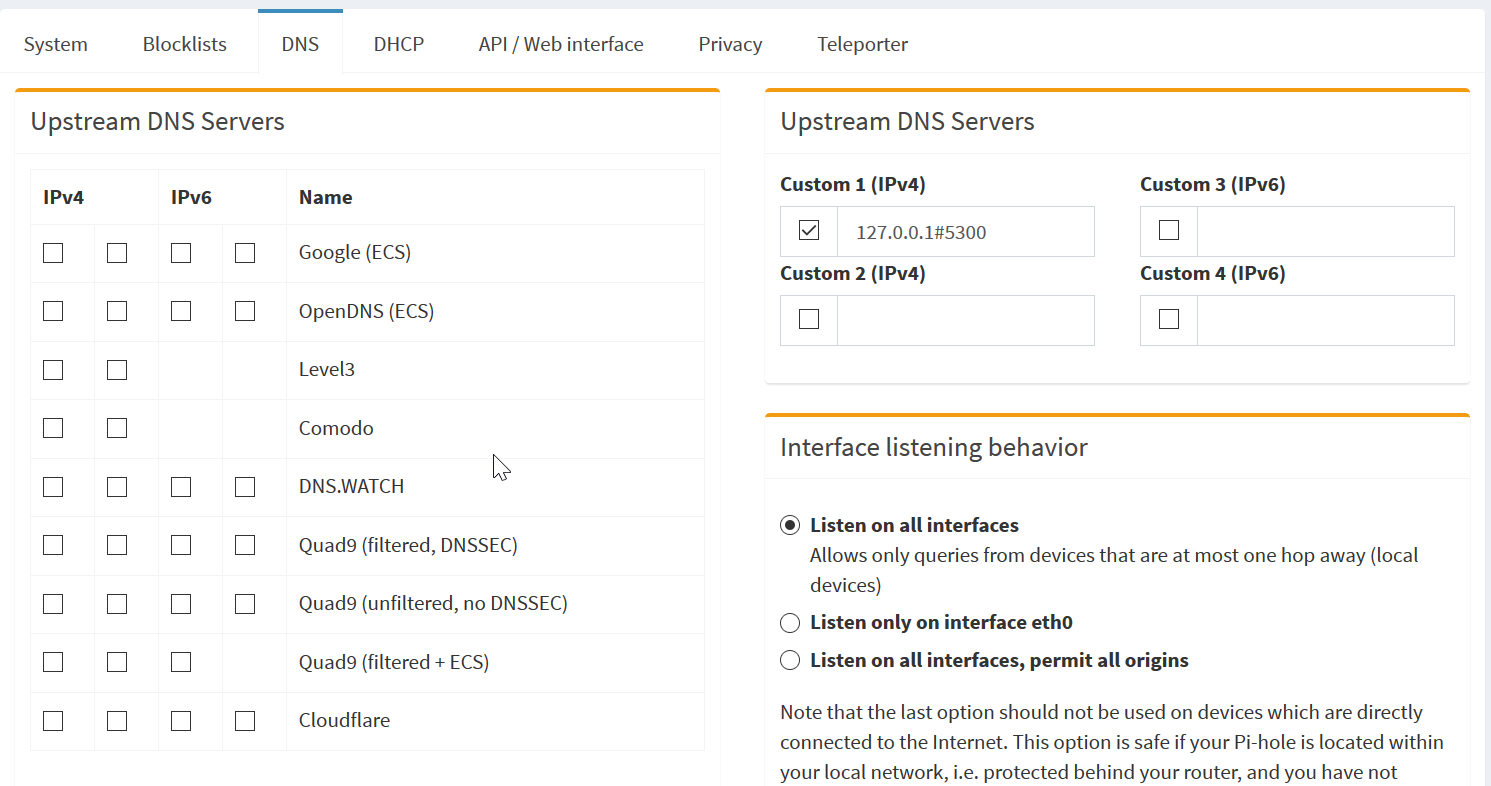 System Blocklists DNS DHCP API / Web interface Privacy Teleporter
Upstream DNS Servers
IPv4 IPv6 Name
Google (ECS)
OpenDNS (ECS)
Level3
Comodo
DNS.WATCH
Quad9 (filtered, DNSSEC)
Quad9 (unfiltered, no DNSSEC)
Quad9 (filtered + ECS)
Cloudflare
Upstream DNS Servers
Custom 1 (IPv4) Custom 3 (IPv6)
127.0.0.1#5300
Custom 2 (IPv4) Custom 4 (IPv6)
Interface listening behavior
Listen on all interfaces
Allows only queries from devices that are at most one hop away (local
devices)
Listen only on interface eth0
Listen on all interfaces, permit all origins
Note that the last option should not be used on devices which are directly
connected to the Internet. This option is safe if your Pi-hole is located within
your local network, i.e. protected behind your router, and you have not